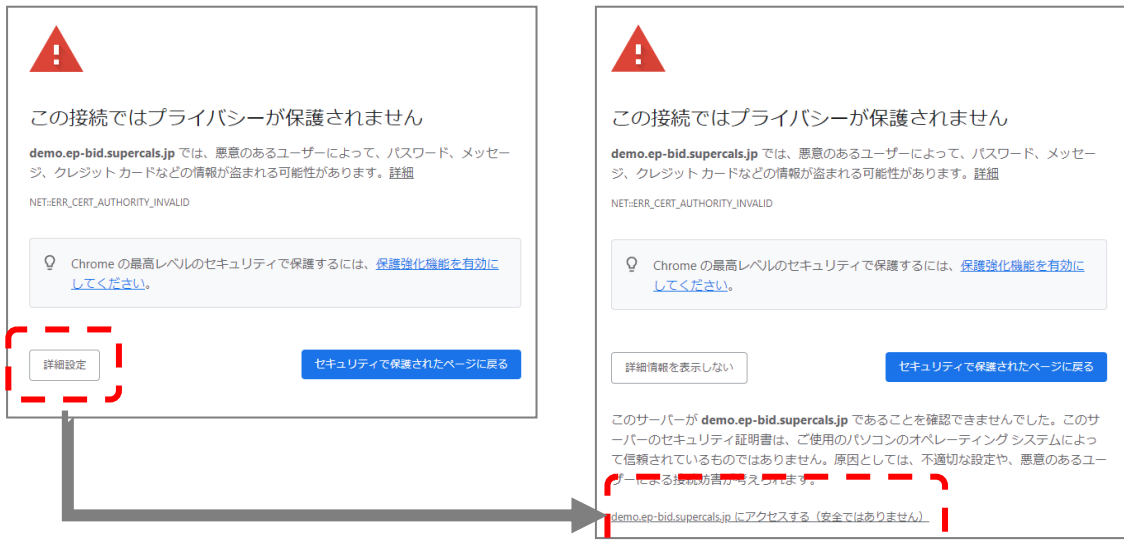 この接続ではプライバシーが保護されません
demo.ep-bid.supercals.jp では、悪意のあるユーザーによって、パスワード、メッセー
ジ、クレジット カードなどの情報が盗まれる可能性があります。詳細
NET::ERR_CERT_AUTHORITY_INVALID
Chrome の最高レベルのセキュリティで保護するには、保護強化機能を有効に
してください。
詳細設定
セキュリティで保護されたページに戻る
この接続ではプライバシーが保護されません
demo.ep-bid.supercals.jp では、悪意のあるユーザーによって、パスワード、メッセー
ジ、クレジット カードなどの情報が盗まれる可能性があります。詳細
NET::ERR_CERT_AUTHORITY_INVALID
Chrome の最高レベルのセキュリティで保護するには、保護強化機能を有効に
してください。
詳細情報を表示しない
セキュリティで保護されたページに戻る
このサーバーが demo.ep-bid.supercals.jp であることを確認できませんでした。このサ
ーバーのセキュリティ証明書は、ご使用のパソコンのオペレーティング システムによっ
て信頼されているものではありません。原因としては、不適切な設定や、悪意のあるユー
ザーによる接続妨害が考えられます。
demo.ep-bid.supercals.jp にアクセスする（安全ではありません）